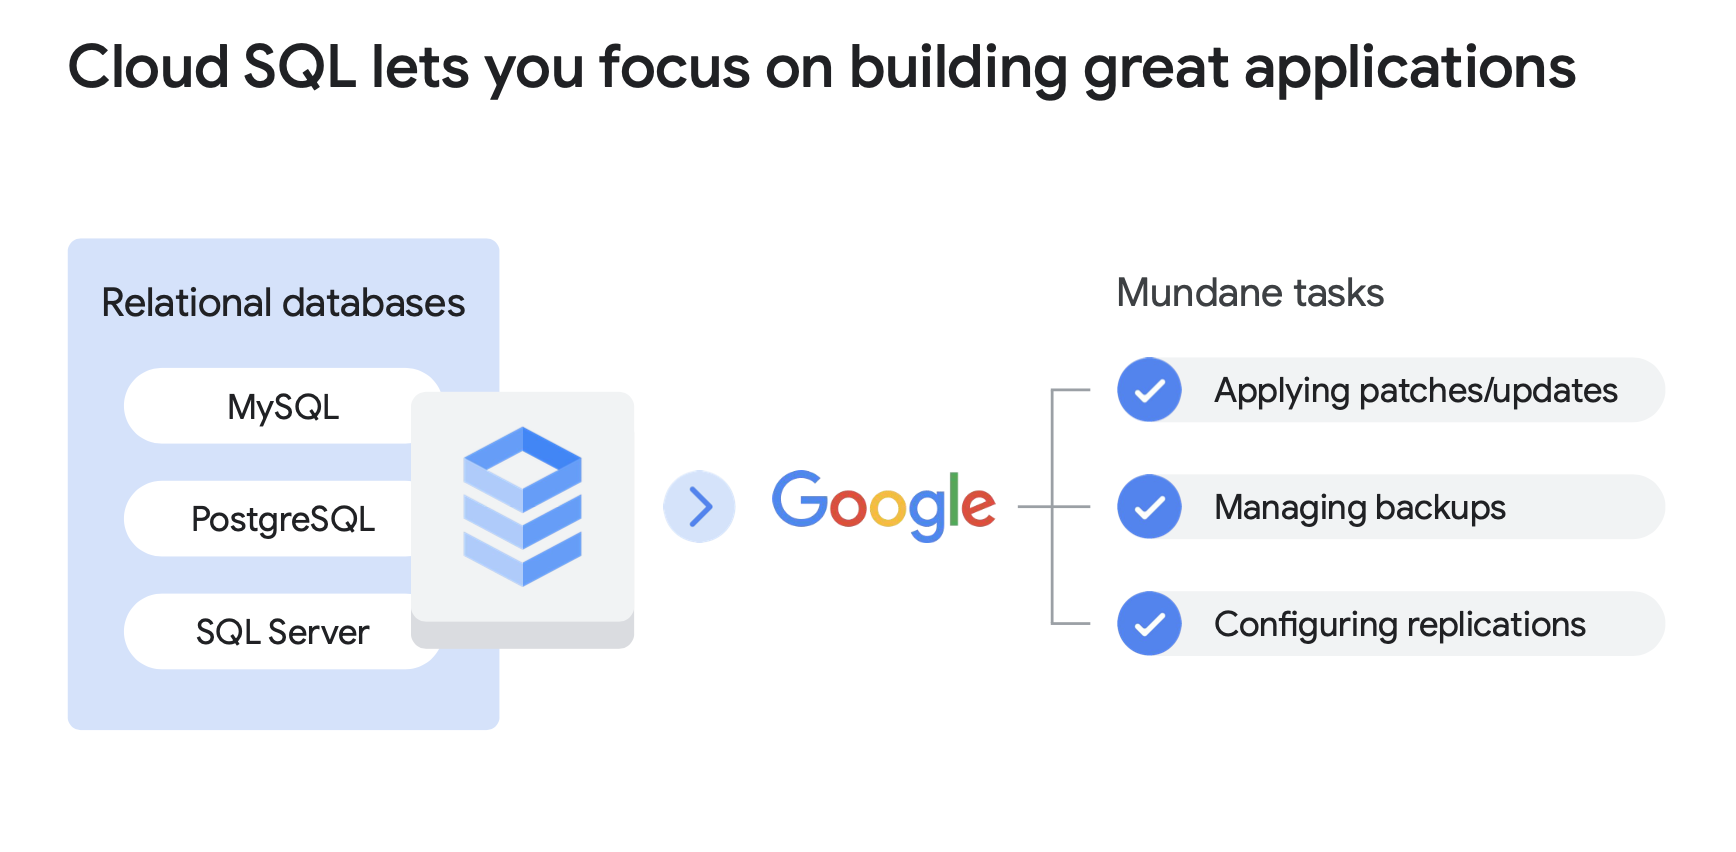 Cloud SQL lets you focus on building great applications
Relational databases
MySQL
PostgreSQL
SQL Server
Google
Mundane tasks
Applying patches/updates
Managing backups
Configuring replications